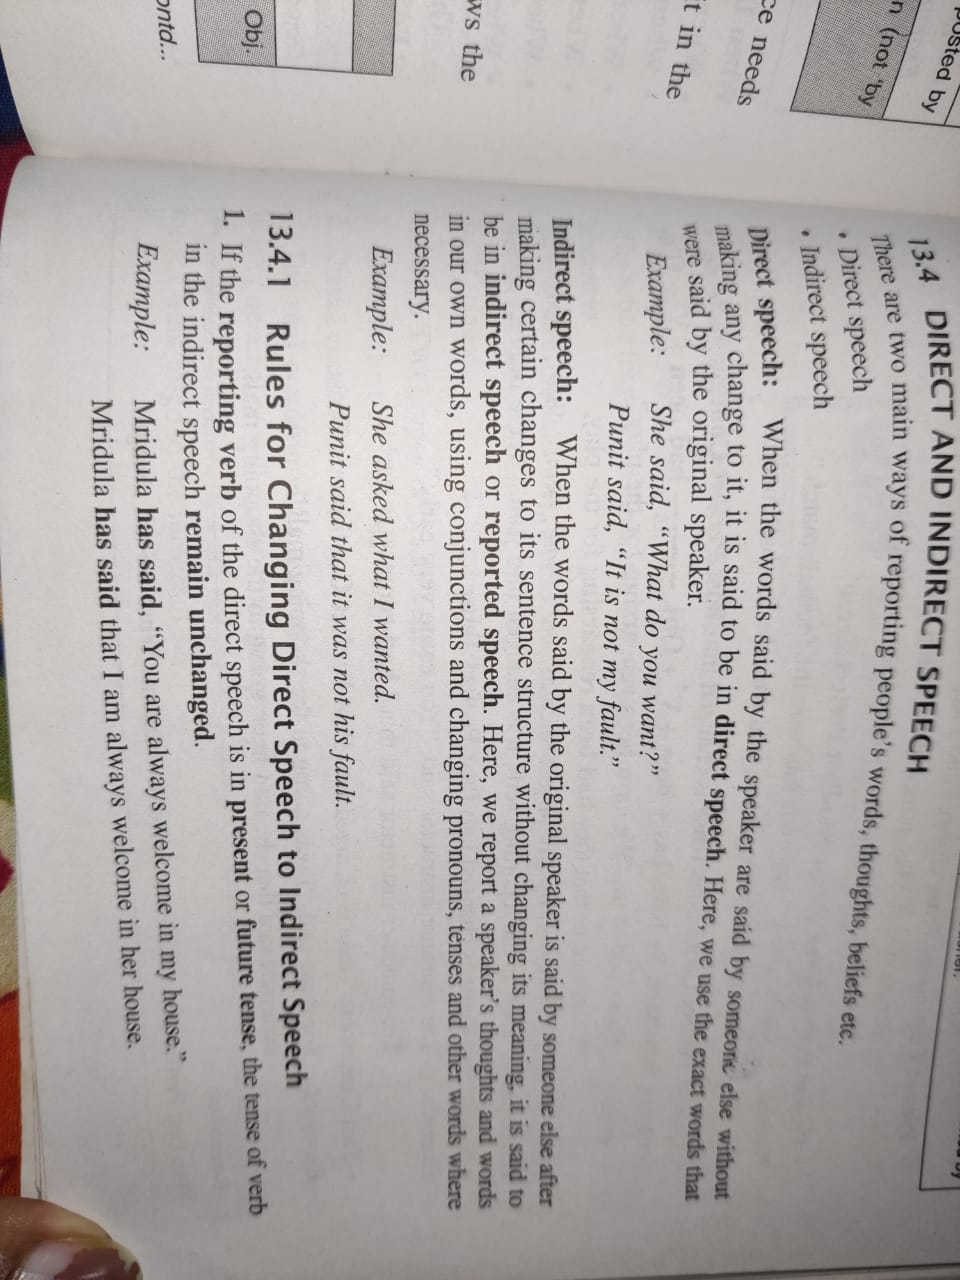 posted by
n (not 'by
ce needs
it in the
ws the
Obj.
ontd...
13.4 DIRECT AND INDIRECT SPEECH
There are two main ways of reporting people's words, thoughts, beliefs etc.
• Direct speech
• Indirect speech
Direct speech: When the words said by the speaker are said by someone else without
making any change to it, it is said to be in direct speech. Here, we use the exact words that
were said by the original speaker.
Example: She said, "What do you want?"
Punit said, "It is not my fault."
Indirect speech: When the words said by the original speaker is said by someone else after
making certain changes to its sentence structure without changing its meaning, it is said to
be in indirect speech or reported speech. Here, we report a speaker's thoughts and words
in our own words, using conjunctions and changing pronouns, tenses and other words where
necessary.
Example: She asked what I wanted.
Punit said that it was not his fault.
13.4.1 Rules for Changing Direct Speech to Indirect Speech
1. If the reporting verb of the direct speech is in present or future tense, the tense of verb
in the indirect speech remain unchanged.
Example: Mridula has said, "You are always welcome in my house."
Mridula has said that I am always welcome in her house.